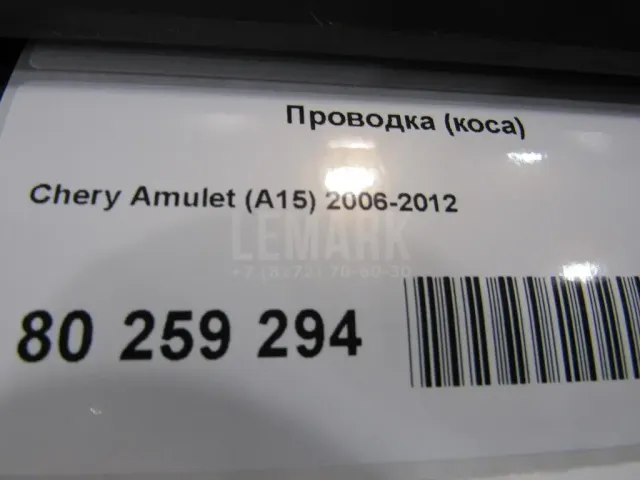 Проводка (коса)
Chery Amulet (A15) 2006-2012
LEMARK
80 259 294